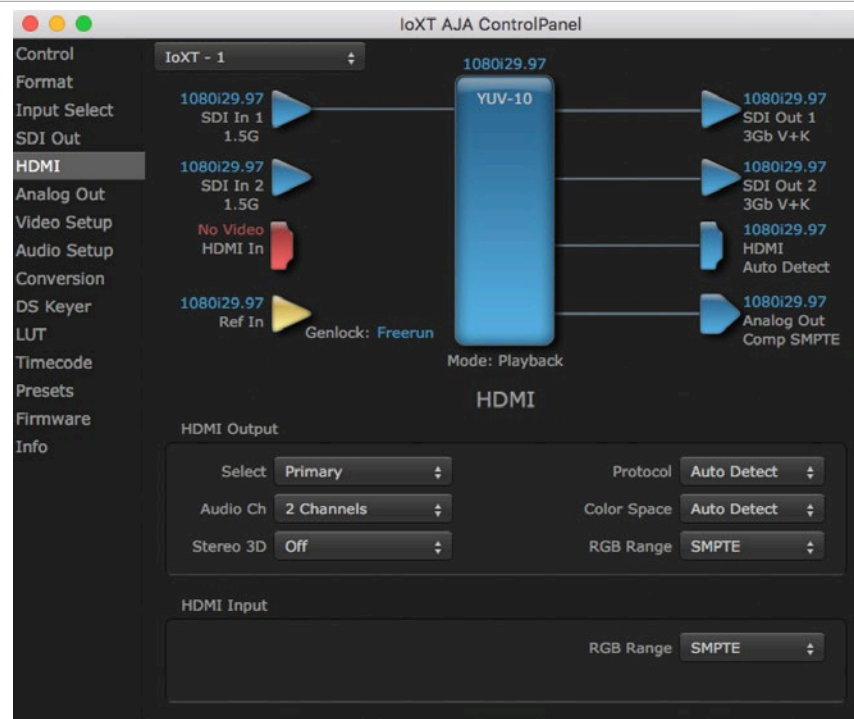 IoXT AJA ControlPanel
Control
Format
Input Select
SDI Out
HDMI
Analog Out
Video Setup
Audio Setup
Conversion
DS Keyer
LUT
Timecode
Presets
Firmware
Info
IoXT - 1
1080i29.97
YUV-10
1080i29.97
SDI In 1
1.5G
1080i29.97
SDI In 2
1.5G
No Video
HDMI In
1080i29.97
Ref In
Genlock: Freerun
Mode: Playback
1080i29.97
SDI Out 1
3Gb V+K
1080i29.97
SDI Out 2
3Gb V+K
1080i29.97
HDMI
Auto Detect
1080i29.97
Analog Out
Comp SMPTE
HDMI
HDMI Output
Select Primary
Protocol Auto Detect
Audio Ch 2 Channels
Color Space Auto Detect
Stereo 3D Off
RGB Range SMPTE
HDMI Input
RGB Range SMPTE